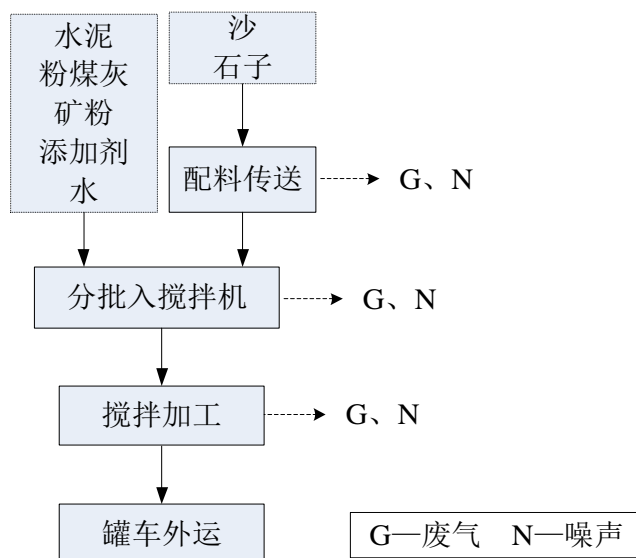 水泥
粉煤灰
矿粉
添加剂
水
沙
石子
配料传送
G、N
分批入搅拌机
G、N
搅拌加工
G、N
罐车外运
G—废气 N—噪声